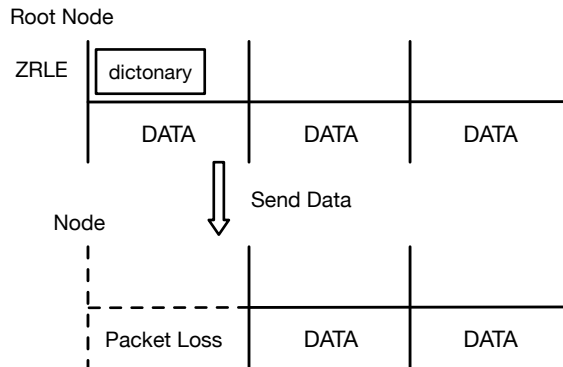 Root Node
ZRLE dictonary
DATA DATA DATA
Send Data
Node
Packet Loss DATA DATA